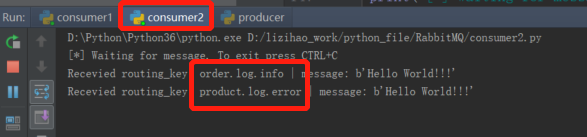 Run: consumer1 consumer2 producer
D:\Python\Python36\python.exe D:/lizihao_work/python_file/RabbitMQ/consumer2.py
[*] Waiting for message. To exit press CTRL+C
Recevied routing_key order.log.info | message: b'Hello World!!!'
Recevied routing_key product.log.error | message: b'Hello World!!!'